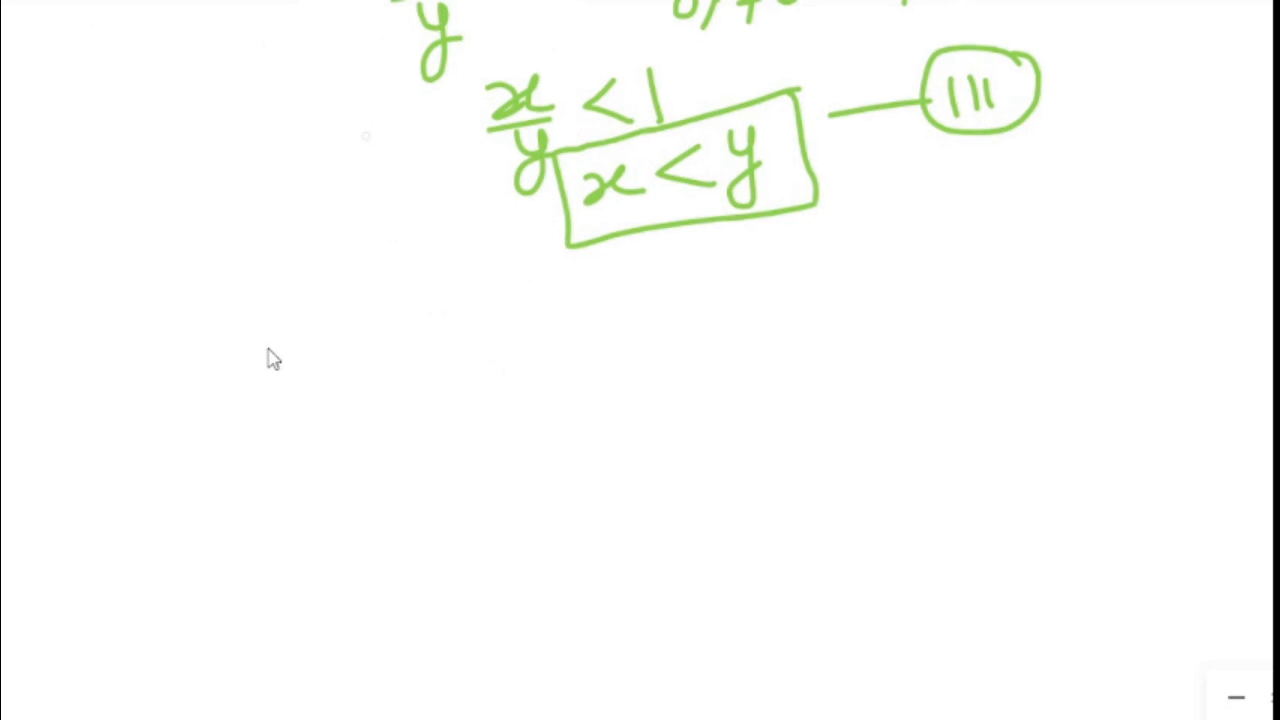 y
x/y < 1
x < y — III